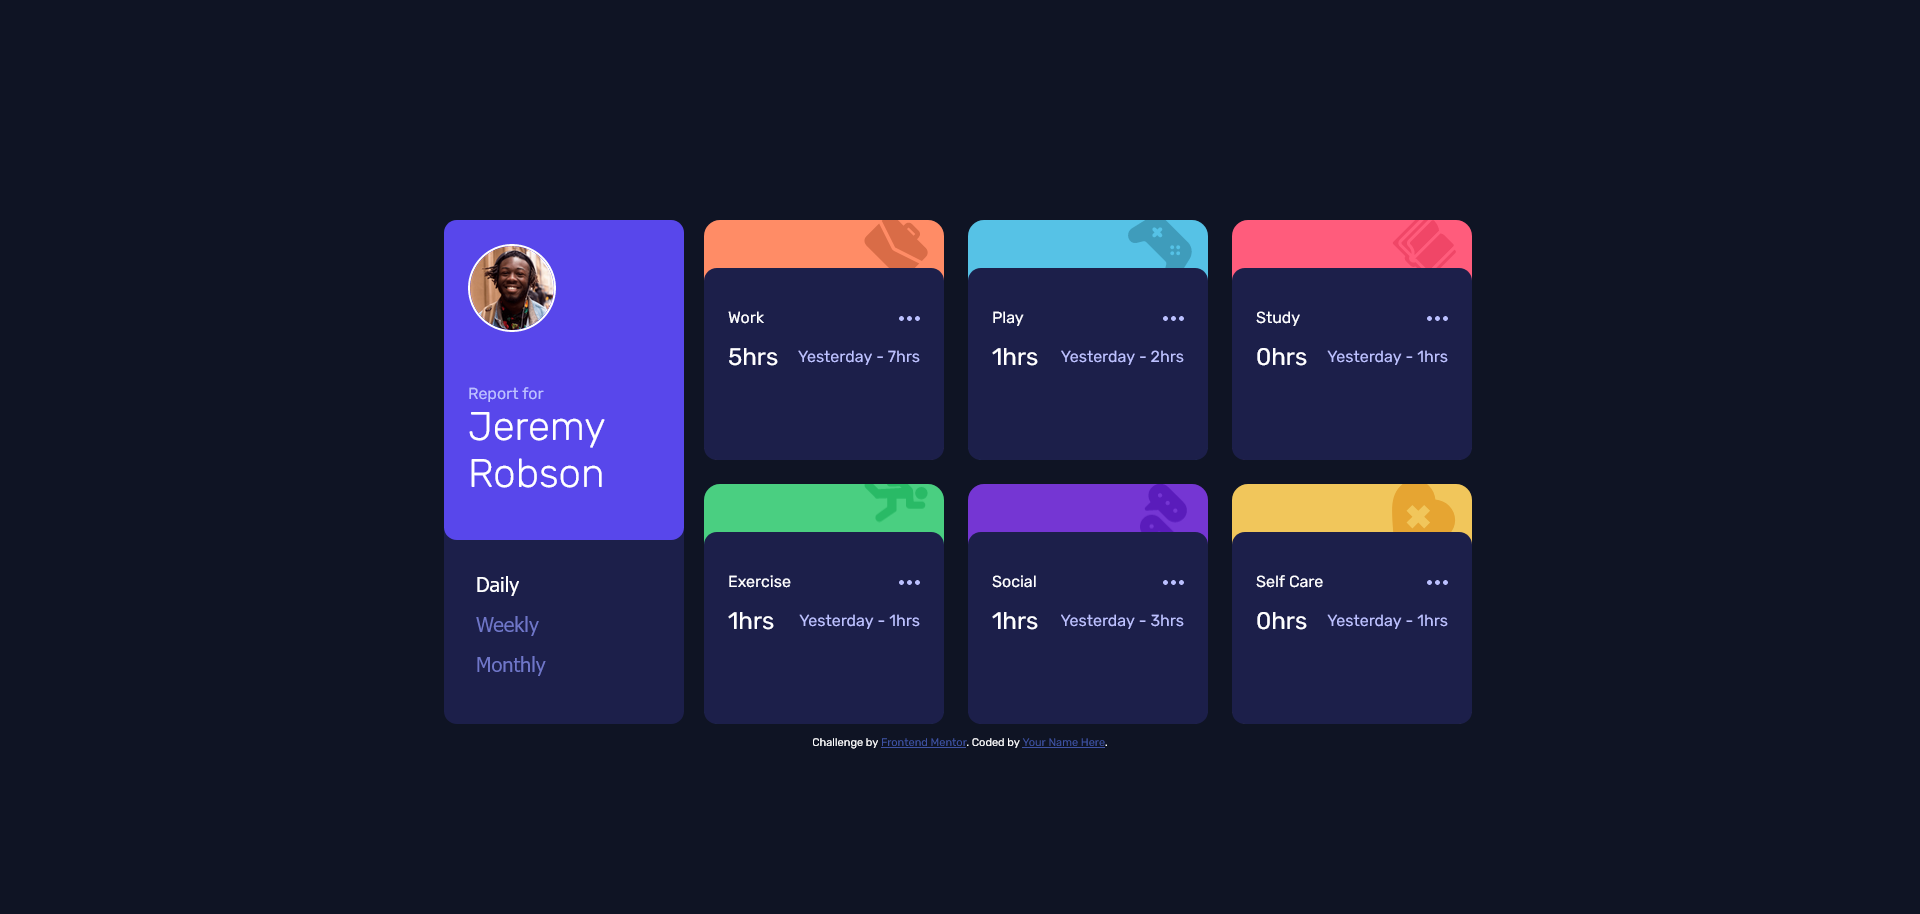 Report for
Jeremy
Robson
Daily
Weekly
Monthly
Work
5hrs Yesterday - 7hrs
Play
1hrs Yesterday - 2hrs
Study
0hrs Yesterday - 1hrs
Exercise
1hrs Yesterday - 1hrs
Social
1hrs Yesterday - 3hrs
Self Care
0hrs Yesterday - 1hrs
Challenge by Frontend Mentor. Coded by Your Name Here.